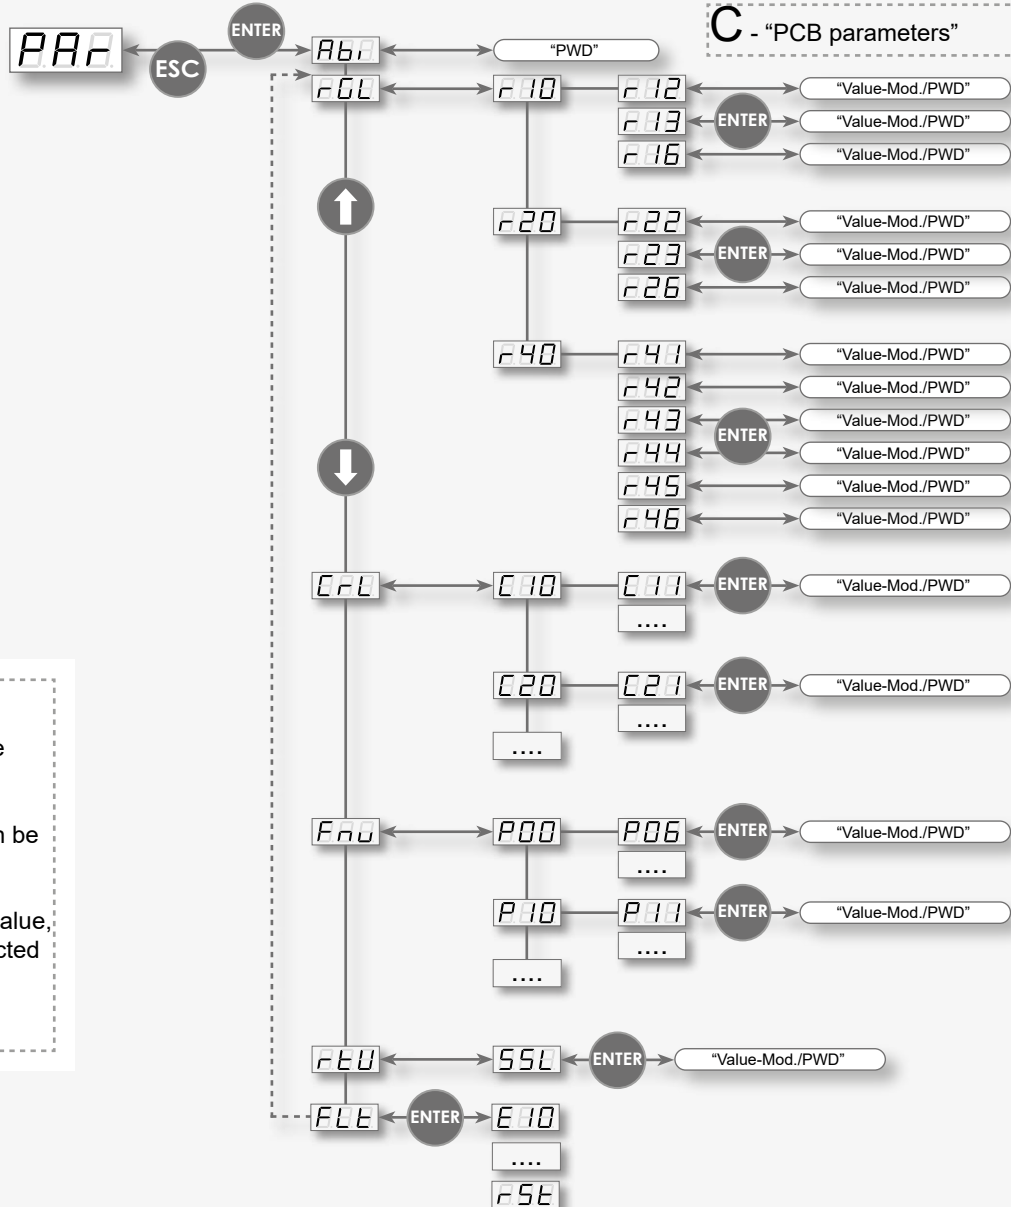 C - “PCB parameters”
PAr
ESC
ENTER
Abi
“PWD”
rGL
r10
r12
“Value-Mod./PWD”
r13
ENTER
“Value-Mod./PWD”
r16
“Value-Mod./PWD”
r20
r22
“Value-Mod./PWD”
r23
ENTER
“Value-Mod./PWD”
r26
“Value-Mod./PWD”
r40
r41
“Value-Mod./PWD”
r42
“Value-Mod./PWD”
r43
“Value-Mod./PWD”
ENTER
r44
“Value-Mod./PWD”
r45
“Value-Mod./PWD”
r46
“Value-Mod./PWD”
CrL
C10
C11
ENTER
“Value-Mod./PWD”
....
C20
C21
ENTER
“Value-Mod./PWD”
....
....
e
n be
alue,
cted
Fnu
P00
P06
ENTER
“Value-Mod./PWD”
....
P10
P11
ENTER
“Value-Mod./PWD”
....
....
rtU
SSL
ENTER
“Value-Mod./PWD”
FLt
ENTER
E10
....
rSt